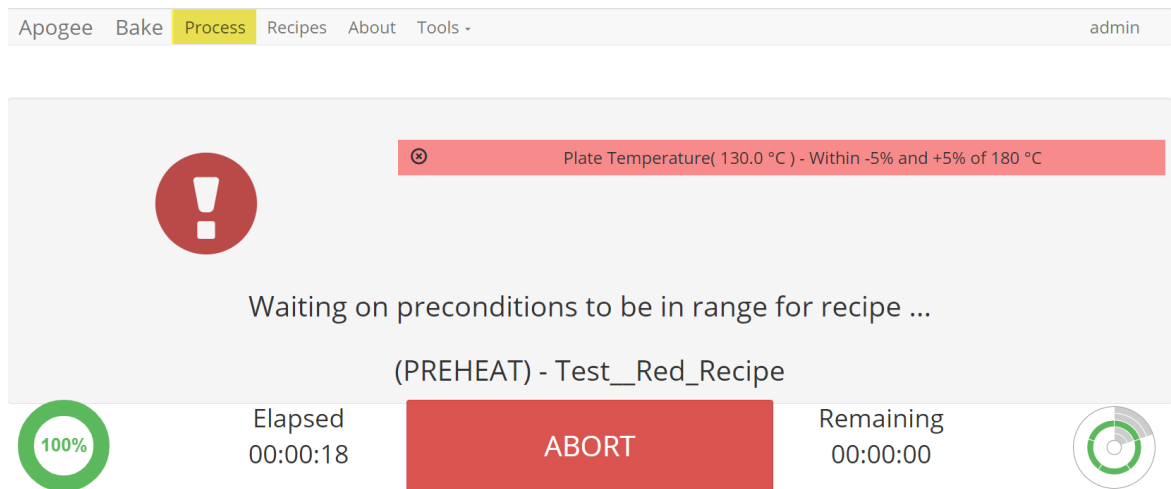 Apogee Bake Process Recipes About Tools admin
Plate Temperature( 130.0 °C ) - Within -5% and +5% of 180 °C
Waiting on preconditions to be in range for recipe ...
(PREHEAT) - Test__Red_Recipe
100%
Elapsed
00:00:18
ABORT
Remaining
00:00:00